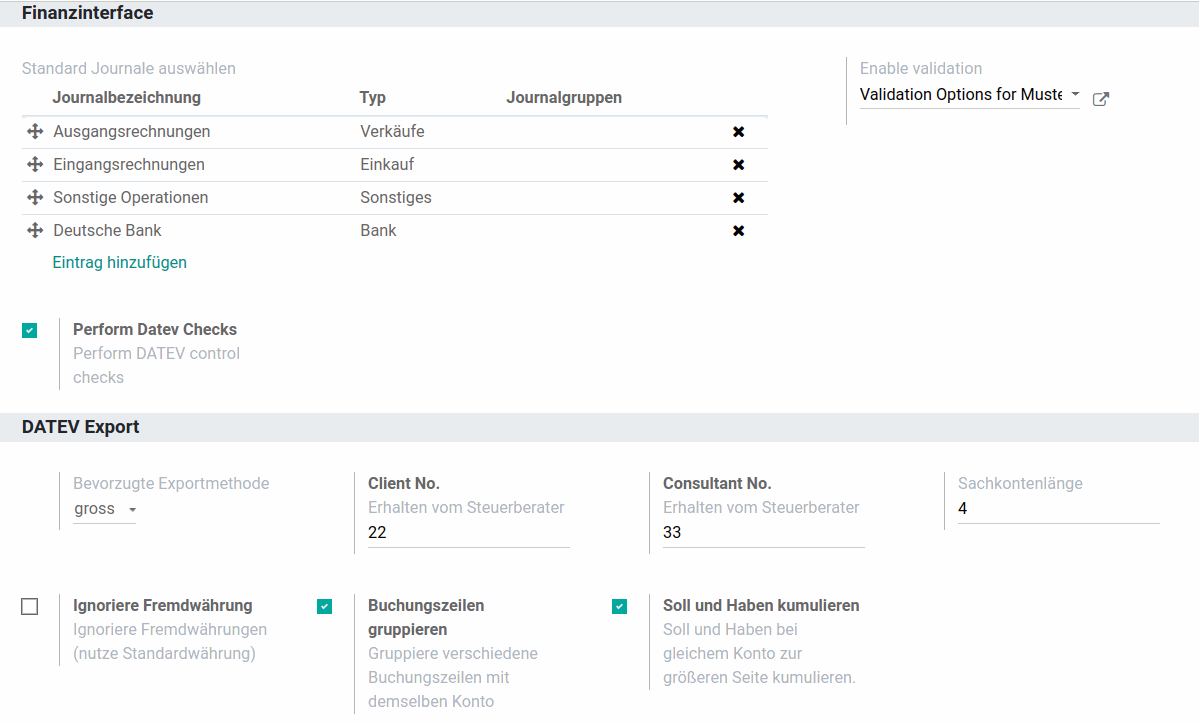 Finanzinterface
Standard Journale auswählen
Enable validation
Journalbezeichnung Typ Journalgruppen
Validation Options for Muste
Ausgangsrechnungen Verkäufe
Eingangsrechnungen Einkauf
Sonstige Operationen Sonstiges
Deutsche Bank Bank
Eintrag hinzufügen
Perform Datev Checks
Perform DATEV control
checks
DATEV Export
Bevorzugte Exportmethode
gross
Client No.
Erhalten vom Steuerberater
22
Consultant No.
Erhalten vom Steuerberater
33
Sachkontenlänge
4
Ignoriere Fremdwährung
Ignoriere Fremdwährungen
(nutze Standardwährung)
Buchungszeilen
gruppieren
Gruppiere verschiedene
Buchungszeilen mit
demselben Konto
Soll und Haben kumulieren
Soll und Haben bei
gleichem Konto zur
größeren Seite kumulieren.